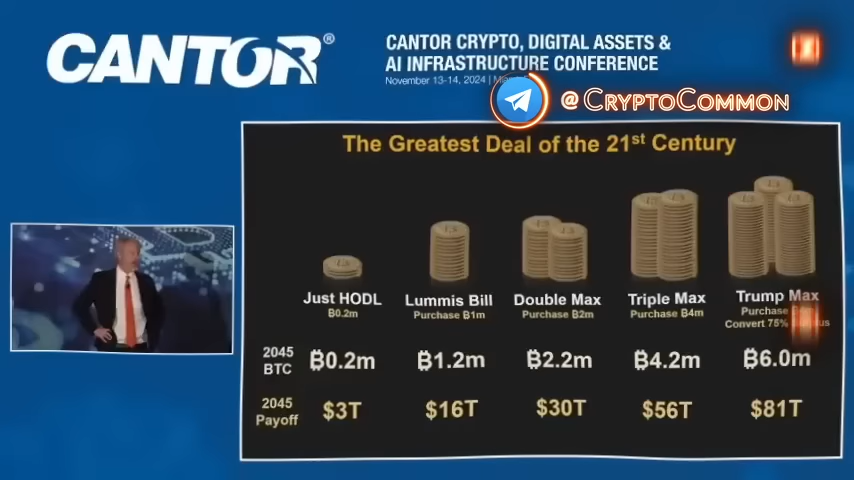 CANTOR®
CANTOR CRYPTO, DIGITAL ASSETS &
AI INFRASTRUCTURE CONFERENCE
November 13-14, 2024 |
@CRYPTOCOMMON
The Greatest Deal of the 21st Century
Just HODL
₿0.2m
Lummis Bill
Purchase ₿1m
Double Max
Purchase ₿2m
Triple Max
Purchase ₿4m
Trump Max
Purchase
Convert 75%
2045
BTC
₿0.2m ₿1.2m ₿2.2m ₿4.2m ₿6.0m
2045
Payoff
$3T $16T $30T $56T $81T